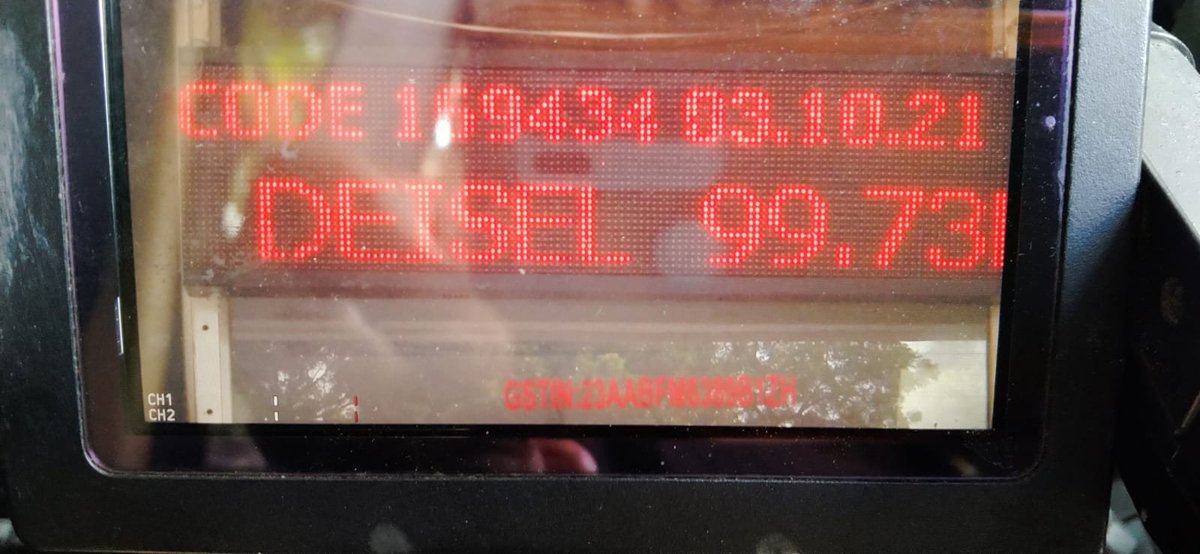 CODE 169434 03.10.21
DEISEL 99.73
CH1
CH2